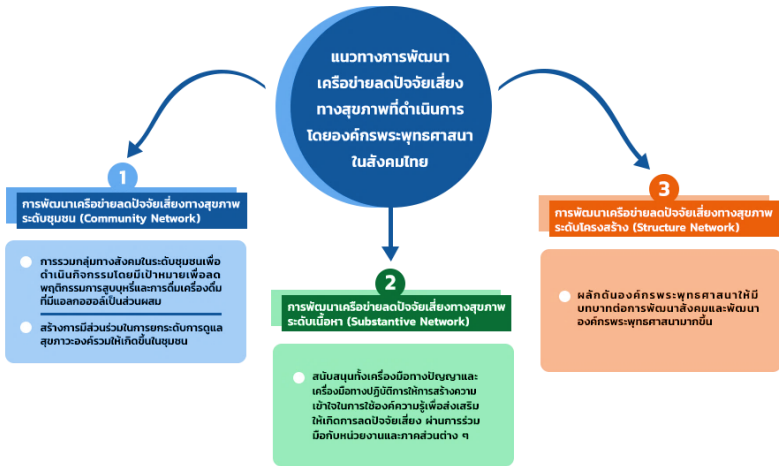 แนวทางการพัฒนา
เครือข่ายลดปัจจัยเสี่ยง
ทางสุขภาพที่ดำเนินการ
โดยองค์กรพระพุทธศาสนา
ในสังคมไทย
1
การพัฒนาเครือข่ายลดปัจจัยเสี่ยงทางสุขภาพ
ระดับชุมชน (Community Network)
การรวมกลุ่มทางสังคมในระดับชุมชนเพื่อ
ดำเนินกิจกรรมโดยมีเป้าหมายเพื่อลด
พฤติกรรมการสูบบุหรี่และการดื่มเครื่องดื่ม
ที่มีแอลกอฮอล์เป็นส่วนผสม
สร้างการมีส่วนร่วมในการยกระดับการดูแล
สุขภาวะองค์รวมให้เกิดขึ้นในชุมชน
2
การพัฒนาเครือข่ายลดปัจจัยเสี่ยงทางสุขภาพ
ระดับเนื้อหา (Substantive Network)
สนับสนุนทั้งเครื่องมือทางปัญญาและ
เครื่องมือทางปฏิบัติการให้การสร้างความ
เข้าใจในการใช้องค์ความรู้เพื่อส่งเสริม
ให้เกิดการลดปัจจัยเสี่ยง ผ่านการร่วม
มือกับหน่วยงานและภาคส่วนต่าง ๆ
3
การพัฒนาเครือข่ายลดปัจจัยเสี่ยงทางสุขภาพ
ระดับโครงสร้าง (Structure Network)
ผลักดันองค์กรพระพุทธศาสนาให้มี
บทบาทต่อการพัฒนาสังคมและพัฒนา
องค์กรพระพุทธศาสนามากขึ้น